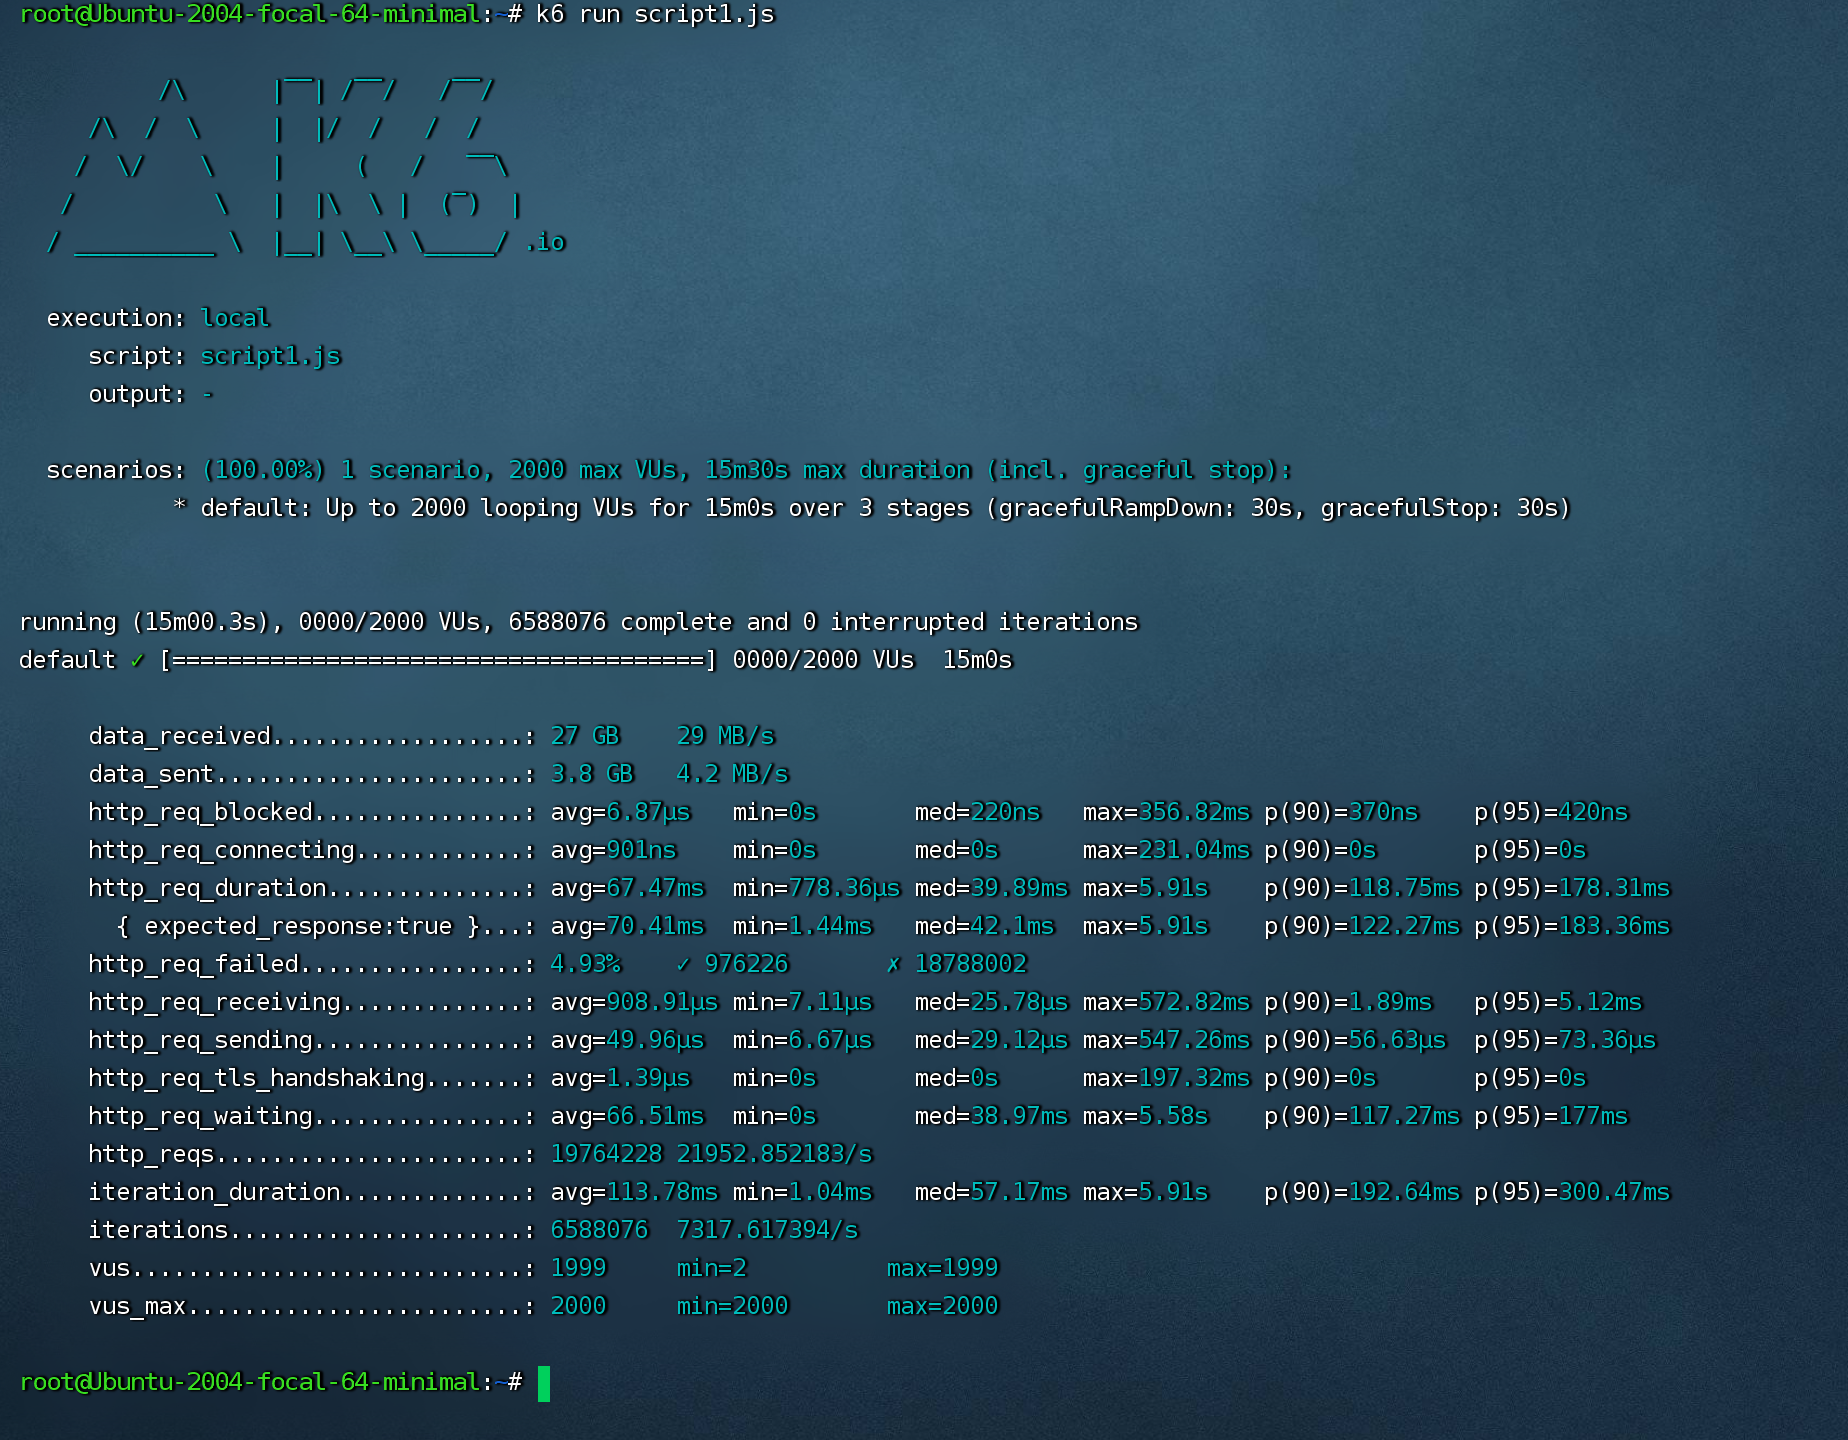 root@Ubuntu-2004-focal-64-minimal:~# k6 run script1.js
          /\      |‾‾| /‾‾/   /‾‾/
     /\  /  \     |  |/  /   /  /
    /  \/    \    |     (   /   ‾‾\
   /          \   |  |\  \ |  (‾)  |
  / __________ \  |__| \__\ \_____/ .io
  execution: local
     script: script1.js
     output: -
  scenarios: (100.00%) 1 scenario, 2000 max VUs, 15m30s max duration (incl. graceful stop):
           * default: Up to 2000 looping VUs for 15m0s over 3 stages (gracefulRampDown: 30s, gracefulStop: 30s)
running (15m00.3s), 0000/2000 VUs, 6588076 complete and 0 interrupted iterations
default ✓ [======================================] 0000/2000 VUs  15m0s
     data_received..................: 27 GB    29 MB/s
     data_sent......................: 3.8 GB   4.2 MB/s
     http_req_blocked...............: avg=6.87µs   min=0s       med=220ns   max=356.82ms p(90)=370ns    p(95)=420ns
     http_req_connecting............: avg=901ns    min=0s       med=0s      max=231.04ms p(90)=0s       p(95)=0s
     http_req_duration..............: avg=67.47ms  min=778.36µs med=39.89ms max=5.91s    p(90)=118.75ms p(95)=178.31ms
       { expected_response:true }...: avg=70.41ms  min=1.44ms   med=42.1ms  max=5.91s    p(90)=122.27ms p(95)=183.36ms
     http_req_failed................: 4.93%    ✓ 976226       ✗ 18788002
     http_req_receiving.............: avg=908.91µs min=7.11µs   med=25.78µs max=572.82ms p(90)=1.89ms   p(95)=5.12ms
     http_req_sending...............: avg=49.96µs  min=6.67µs   med=29.12µs max=547.26ms p(90)=56.63µs  p(95)=73.36µs
     http_req_tls_handshaking.......: avg=1.39µs   min=0s       med=0s      max=197.32ms p(90)=0s       p(95)=0s
     http_req_waiting...............: avg=66.51ms  min=0s       med=38.97ms max=5.58s    p(90)=117.27ms p(95)=177ms
     http_reqs......................: 19764228 21952.852183/s
     iteration_duration.............: avg=113.78ms min=1.04ms   med=57.17ms max=5.91s    p(90)=192.64ms p(95)=300.47ms
     iterations.....................: 6588076  7317.617394/s
     vus............................: 1999     min=2          max=1999
     vus_max........................: 2000     min=2000       max=2000
root@Ubuntu-2004-focal-64-minimal:~#